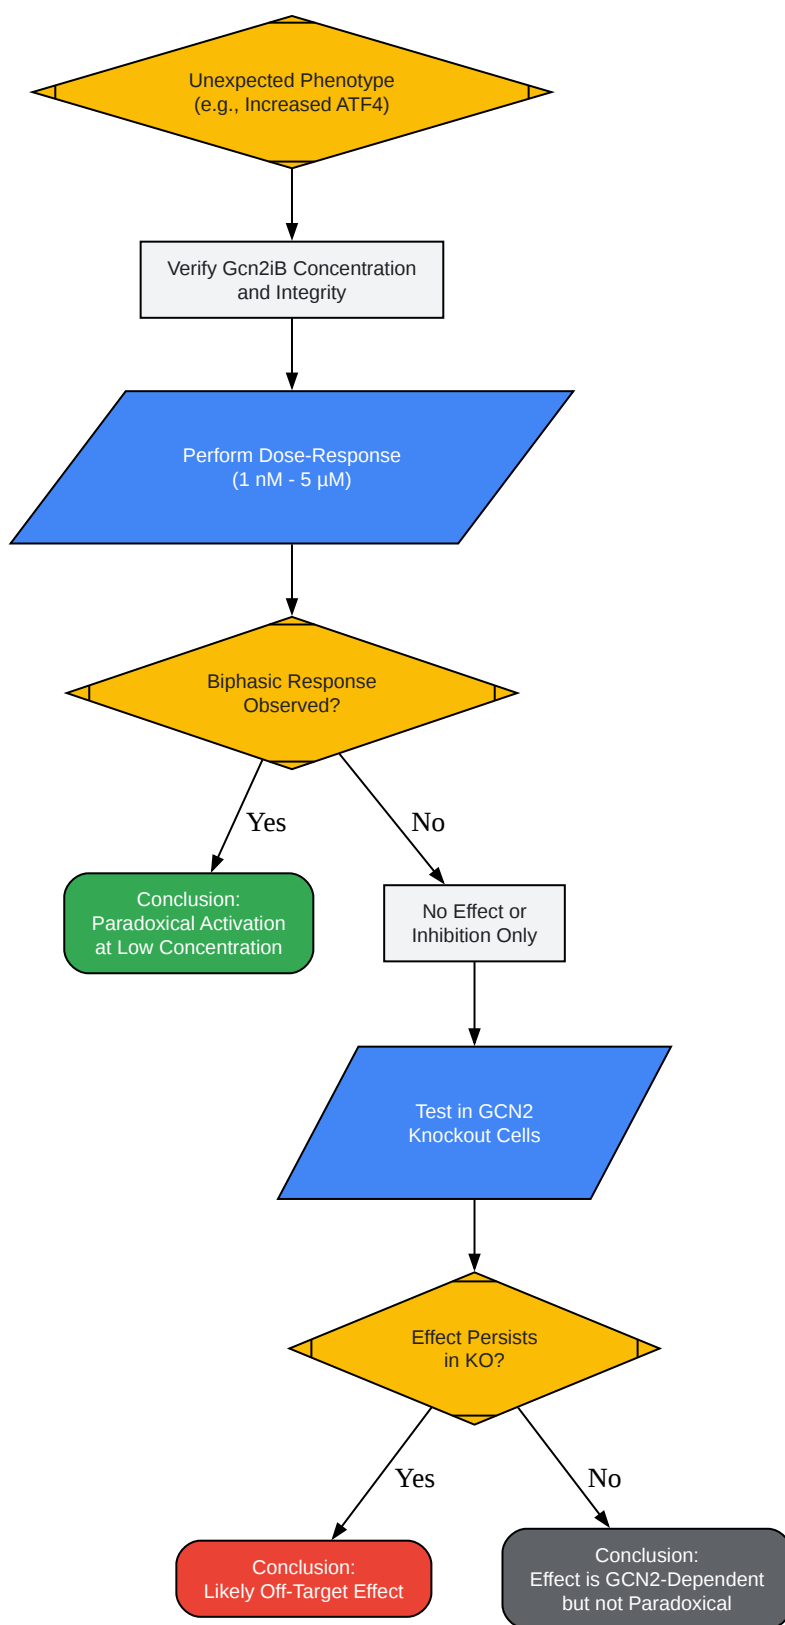 Unexpected Phenotype
(e.g., Increased ATF4)
Verify Gcn2iB Concentration
and Integrity
Perform Dose-Response
(1 nM - 5 µM)
Biphasic Response
Observed?
Yes
No
Conclusion:
Paradoxical Activation
at Low Concentration
No Effect or
Inhibition Only
Test in GCN2
Knockout Cells
Effect Persists
in KO?
Yes
No
Conclusion:
Likely Off-Target Effect
Conclusion:
Effect is GCN2-Dependent
but not Paradoxical